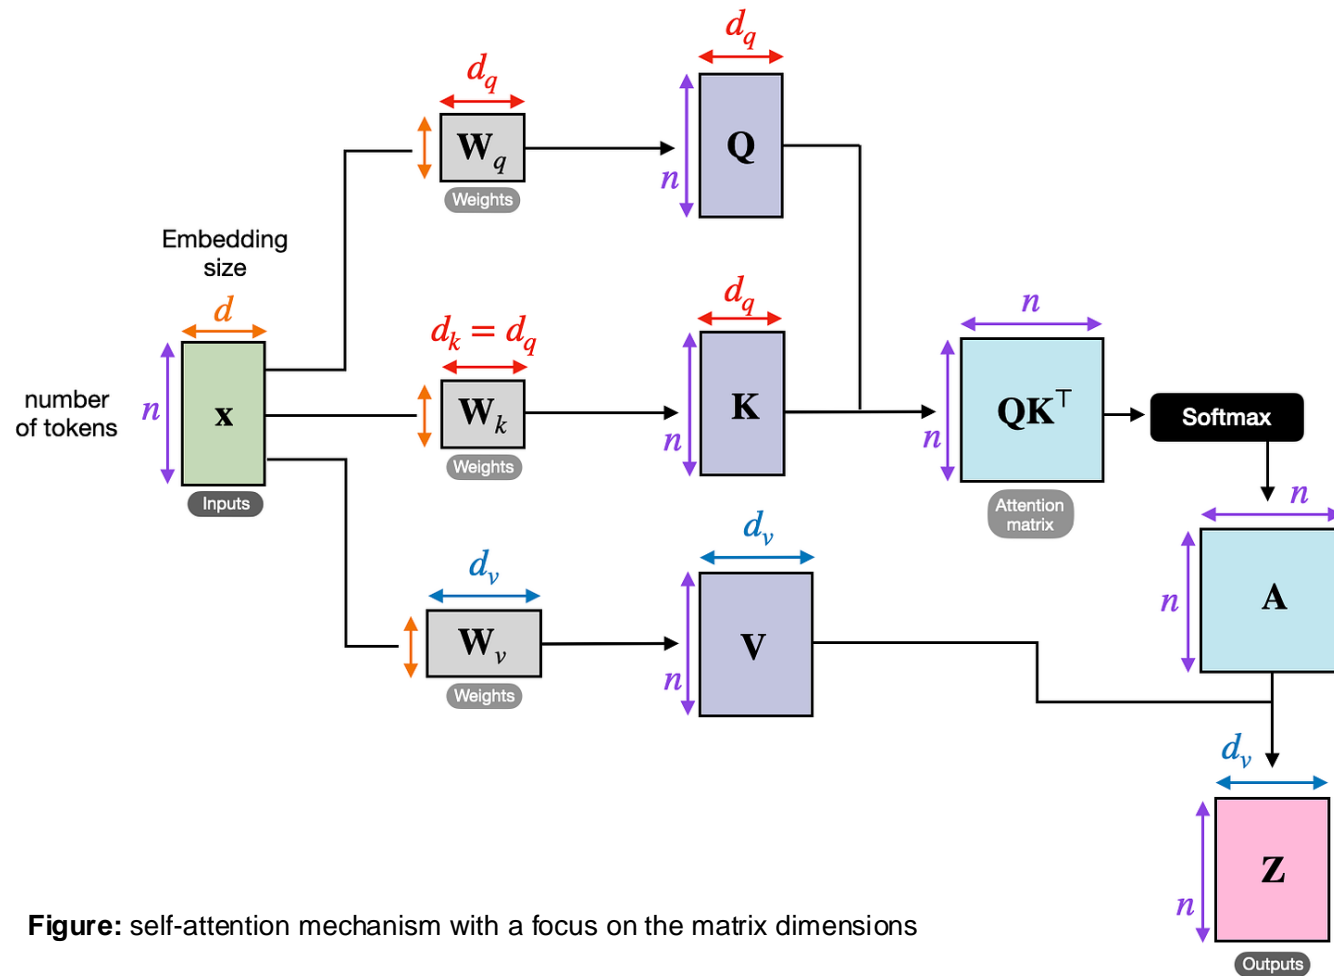 d_q
d_q
W_q
Weights
n
Q
Embedding
size
d
number
of tokens
n
x
Inputs
d_k = d_q
W_k
Weights
d_q
n
K
n
n
QK⊤
Attention
matrix
Softmax
d_v
W_v
Weights
d_v
n
V
n
n
A
d_v
n
Z
Outputs
Figure: self-attention mechanism with a focus on the matrix dimensions